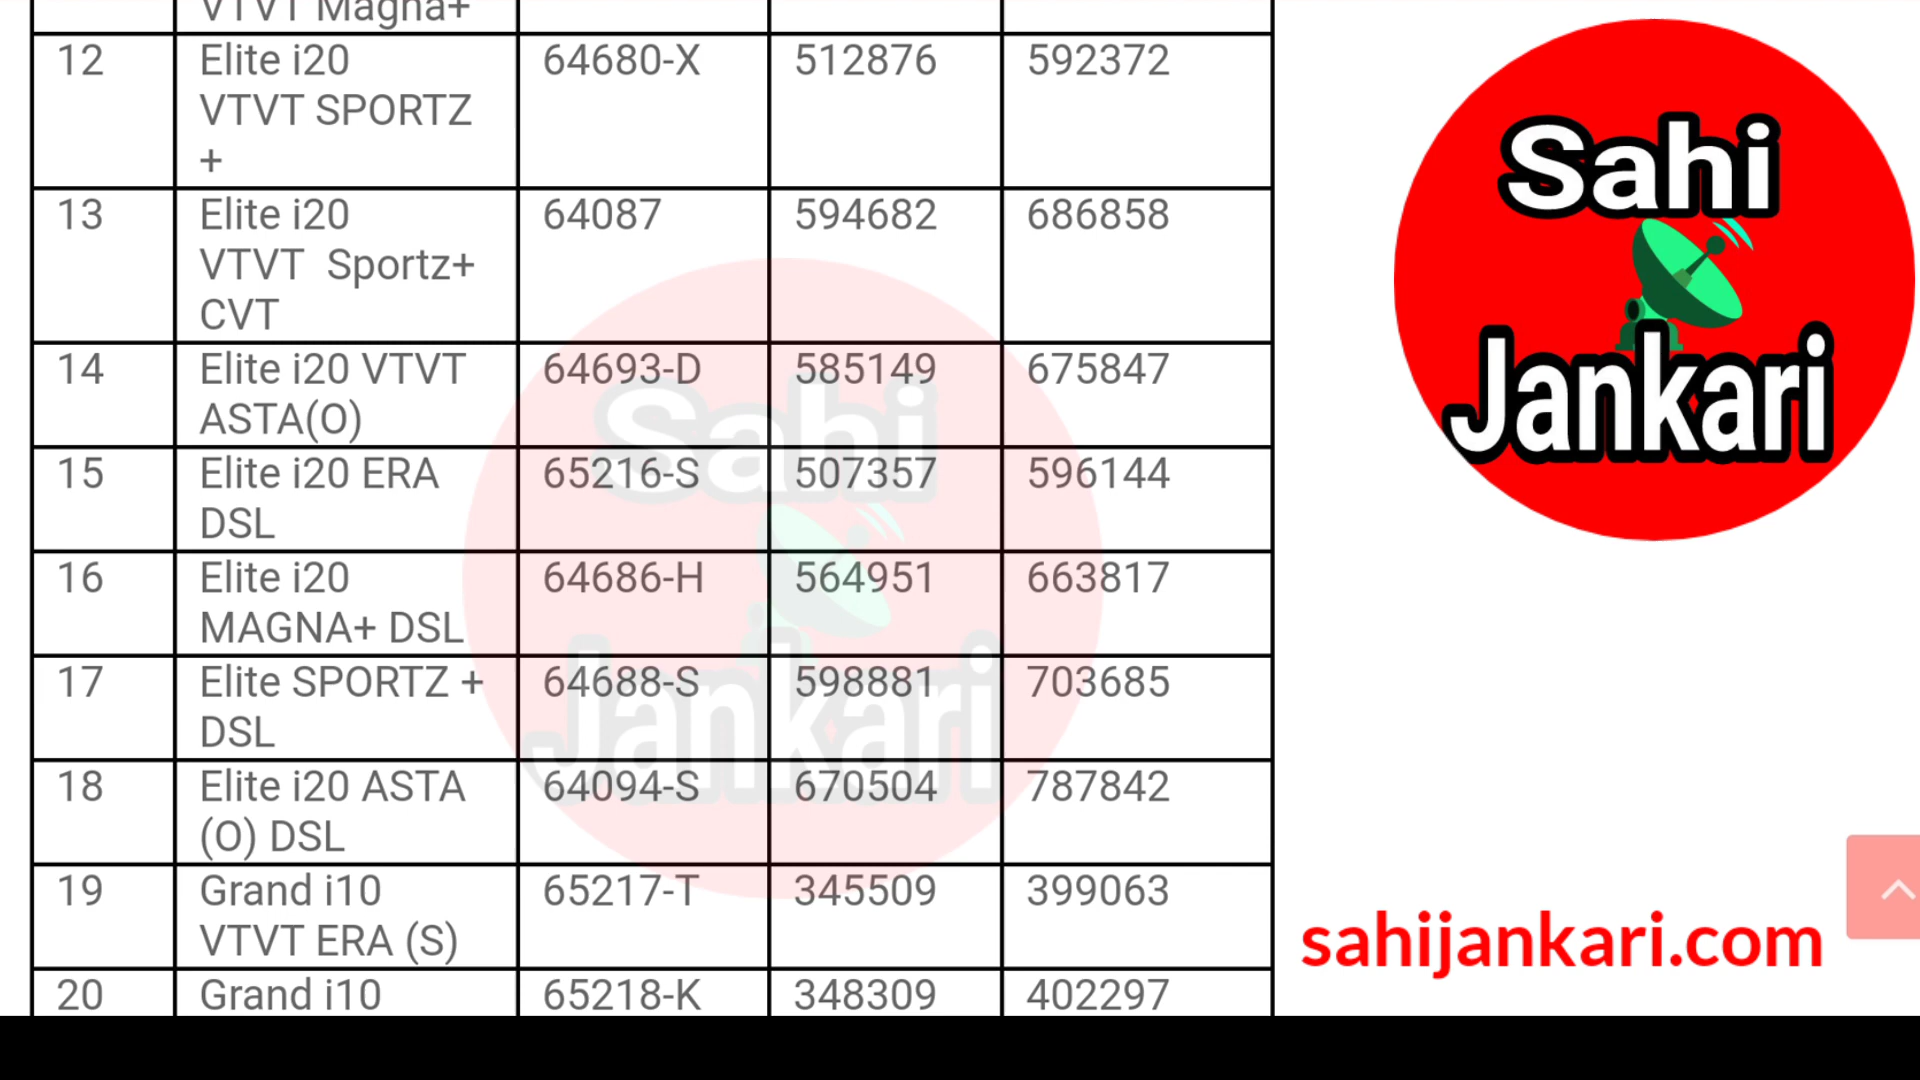 VTVT Magna+
12 Elite i20 64680-X 512876 592372
VTVT SPORTZ
+
13 Elite i20 64087 594682 686858
VTVT Sportz+
CVT
14 Elite i20 VTVT 64693-D 585149 675847
ASTA(O)
15 Elite i20 ERA 65216-S 507357 596144
DSL
16 Elite i20 64686-H 564951 663817
MAGNA+ DSL
17 Elite SPORTZ + 64688-S 598881 703685
DSL
18 Elite i20 ASTA 64094-S 670504 787842
(O) DSL
19 Grand i10 65217-T 345509 399063
VTVT ERA (S)
20 Grand i10 65218-K 348309 402297
Sahi
Jankari
Sahi
Jankari
sahijankari.com